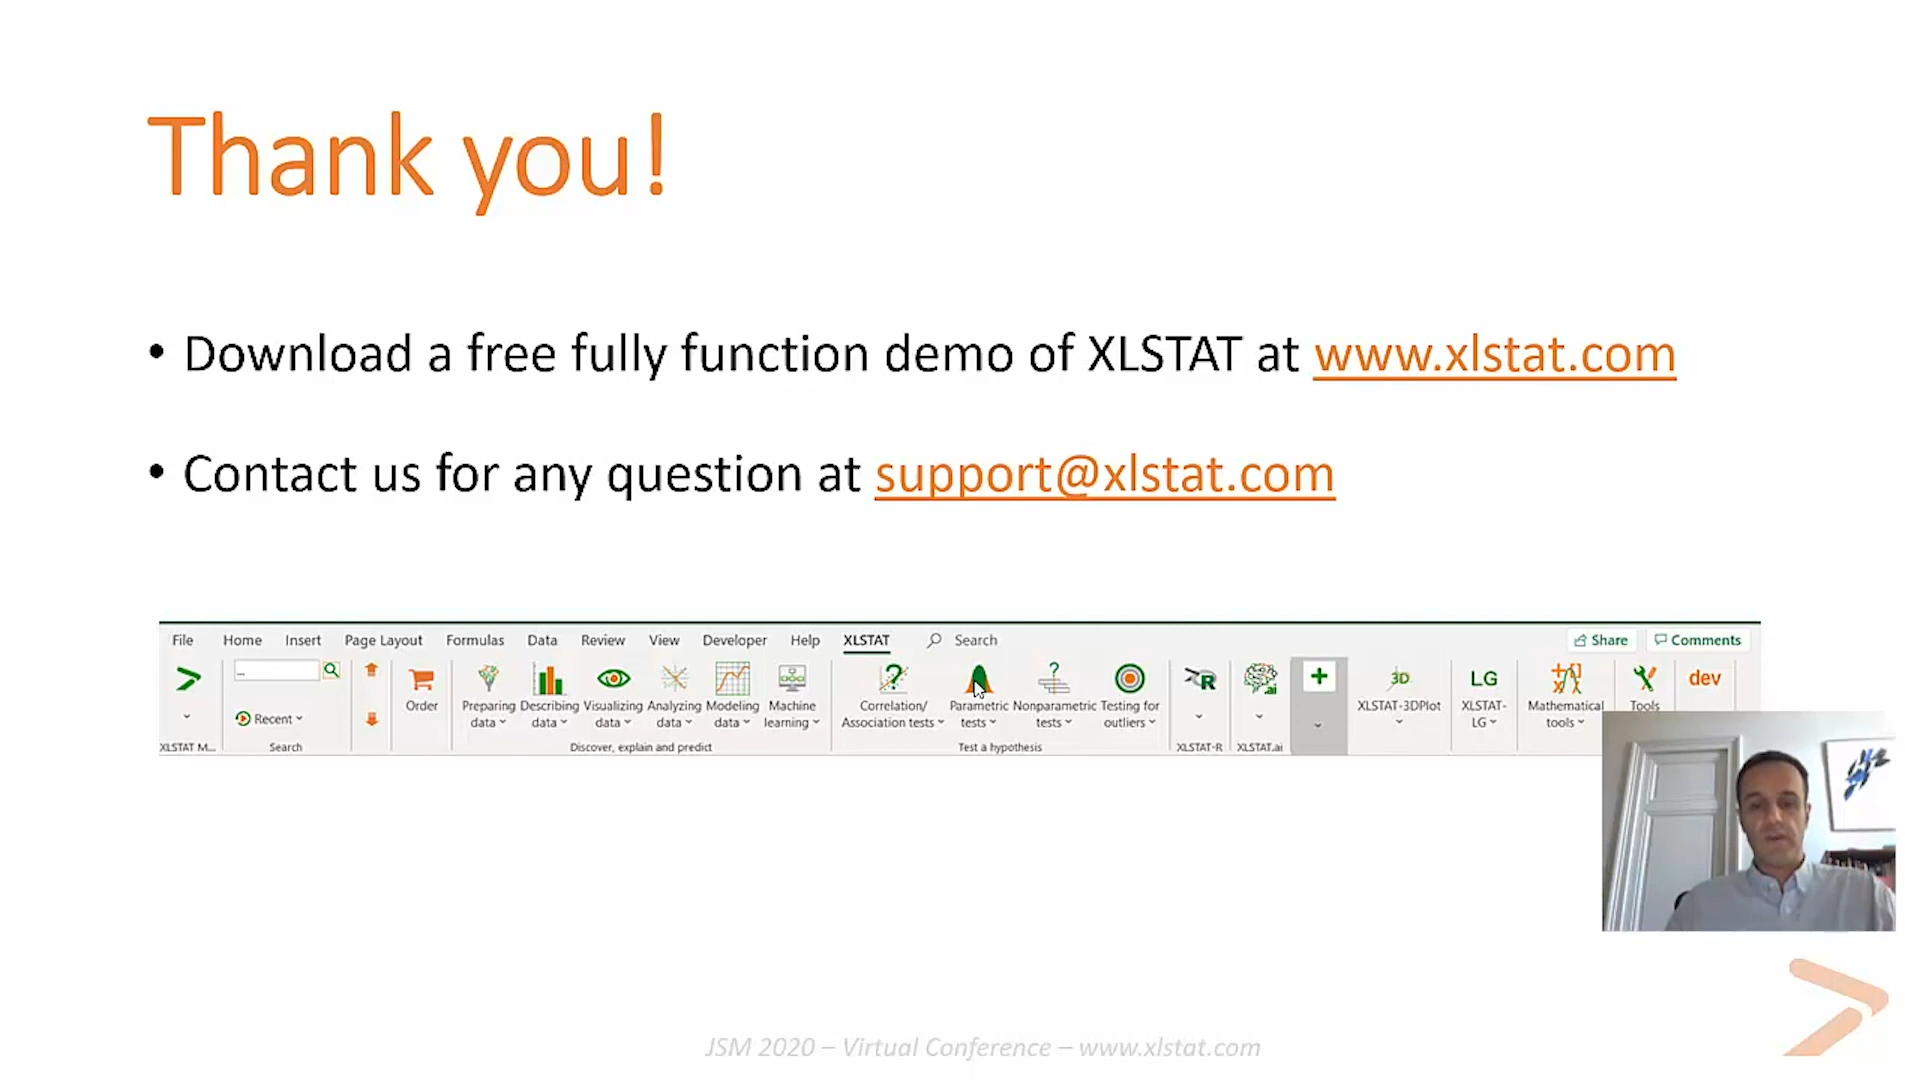 Thank you!
• Download a free fully function demo of XLSTAT at www.xlstat.com
• Contact us for any question at support@xlstat.com
File Home Insert Page Layout Formulas Data Review View Developer Help XLSTAT Search Share Comments
... Recent Order Preparing data Describing data Visualizing data Analyzing data Modeling data Machine learning Correlation/ Association tests Parametric tests Nonparametric tests Testing for outliers R .ai + 3D XLSTAT-3DPlot LG XLSTAT-LG Mathematical tools Tools dev
XLSTAT M... Search Discover, explain and predict Test a hypothesis XLSTAT-R XLSTAT.ai
JSM 2020 – Virtual Conference – www.xlstat.com